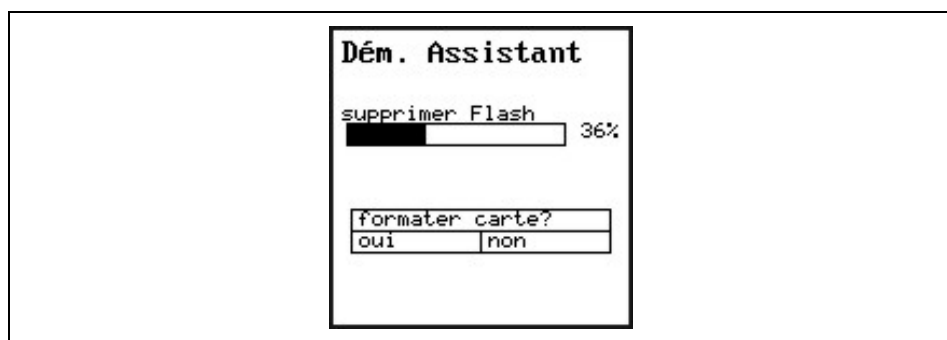 Dém. Assistant
supprimer Flash
36%
formater carte?
oui non